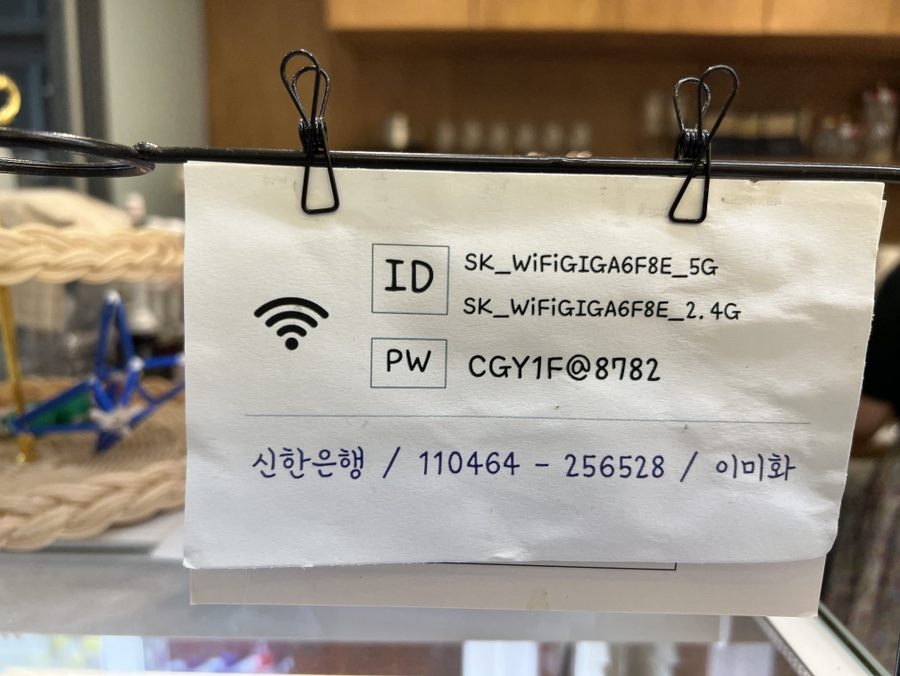 ID
SK_WiFiGIGA6F8E_5G
SK_WiFiGIGA6F8E_2.4G
PW
CGY1F@8782
신한은행 / 110464 - 256528 / 이미화